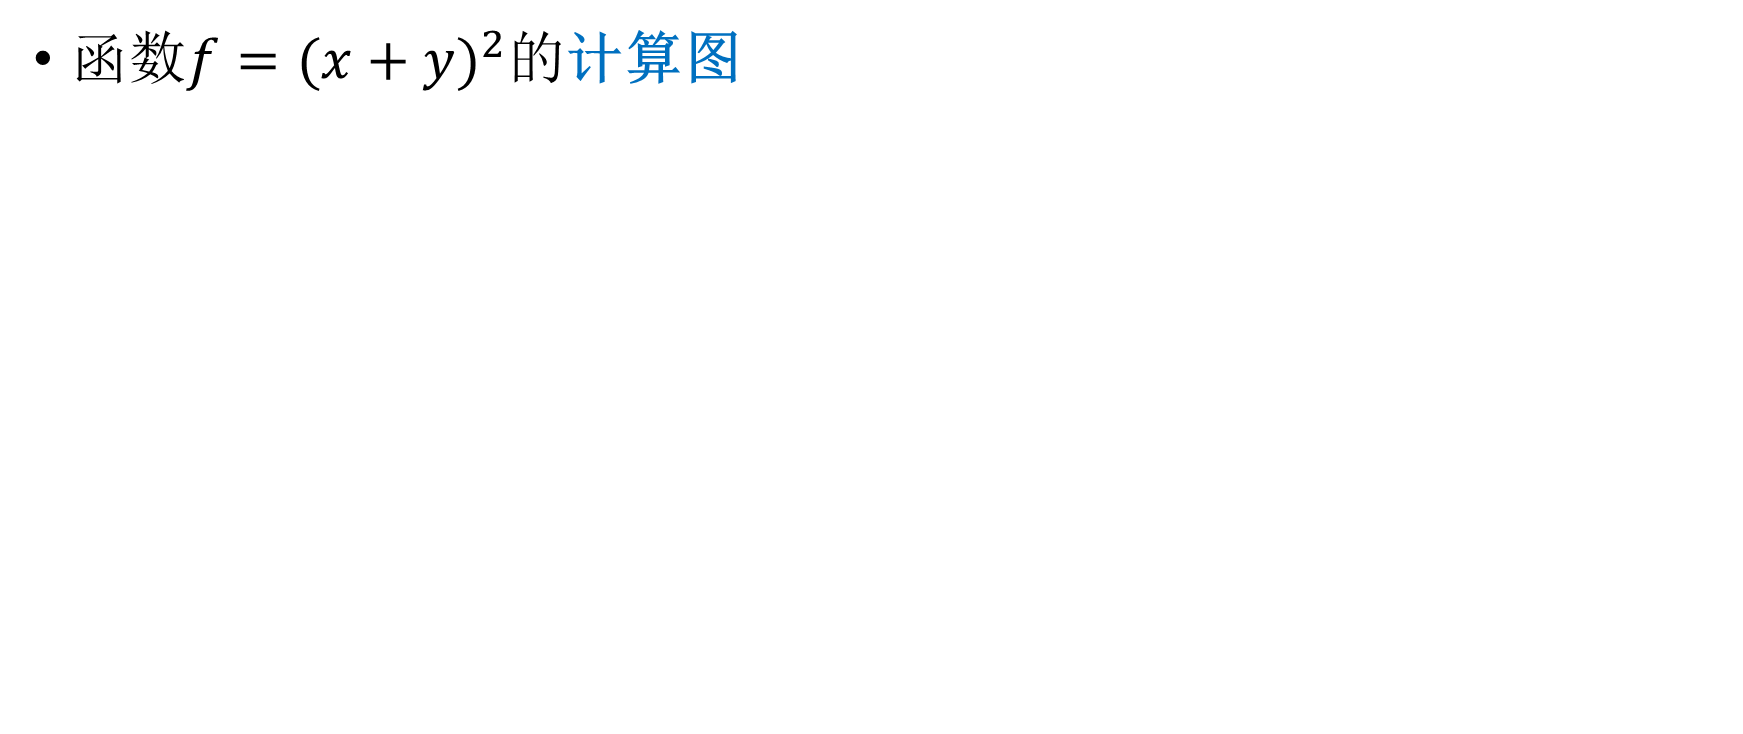 • 函数f = (x + y)²的计算图